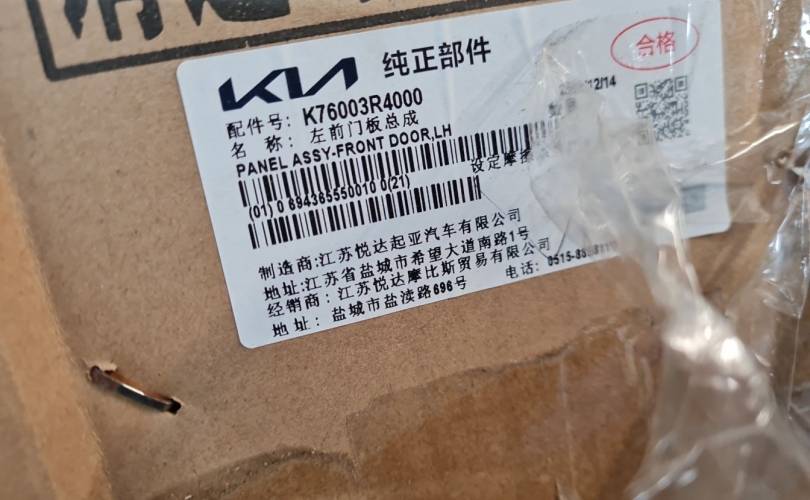 KIA 纯正部件
合格
配件号: K76003R4000
12/14
名 称: 左前门板总成
PANEL ASSY-FRONT DOOR,LH
设定摩
(01) 0 694385550010 0(21)
制造商:江苏悦达起亚汽车有限公司
地址:江苏省盐城市希望大道南路1号
经销商:江苏悦达摩比斯贸易有限公司
电话: 0515-
地址: 盐城市盐渎路696号